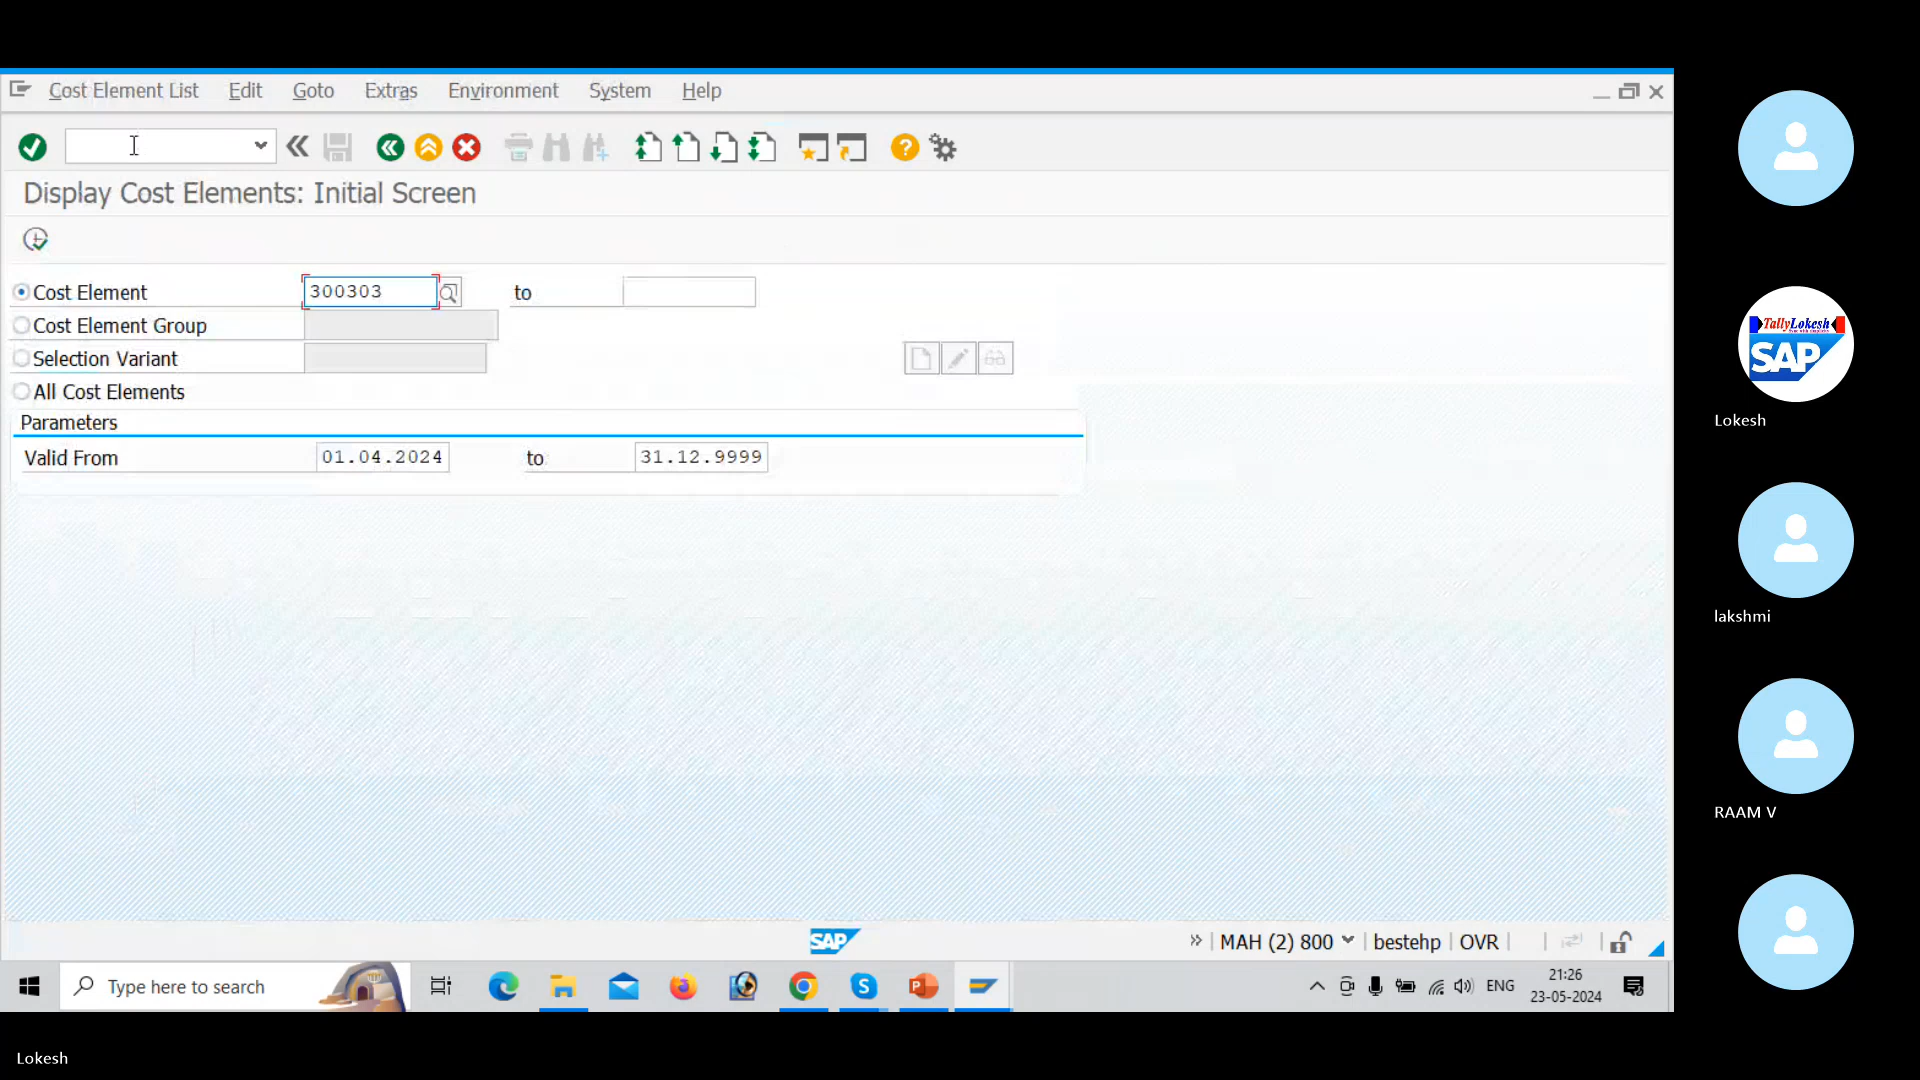 Cost Element List Edit Goto Extras Environment System Help
Display Cost Elements: Initial Screen
Cost Element 300303 to
Cost Element Group
Selection Variant
All Cost Elements
Parameters
Valid From 01.04.2024 to 31.12.9999
SAP
MAH (2) 800 bestehp OVR
Type here to search
ENG
21:26
23-05-2024
TallyLokesh
SAP
Lokesh
lakshmi
RAAM V
Lokesh